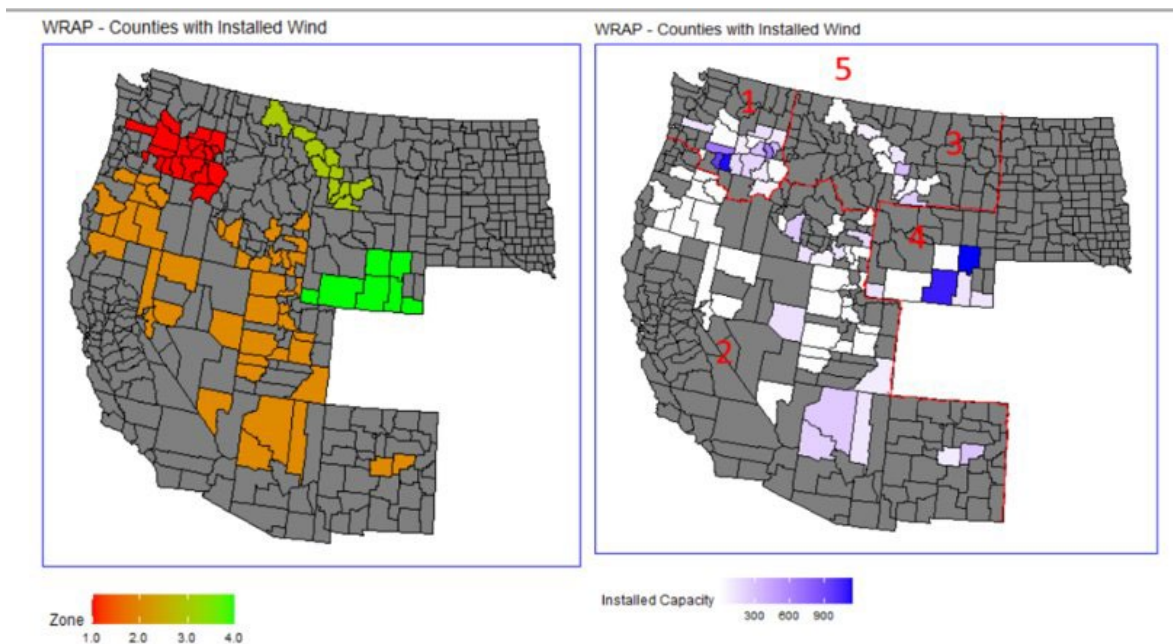 WRAP - Counties with Installed Wind
Zone
1.0 2.0 3.0 4.0
WRAP - Counties with Installed Wind
5
1
3
4
2
Installed Capacity
300 600 900